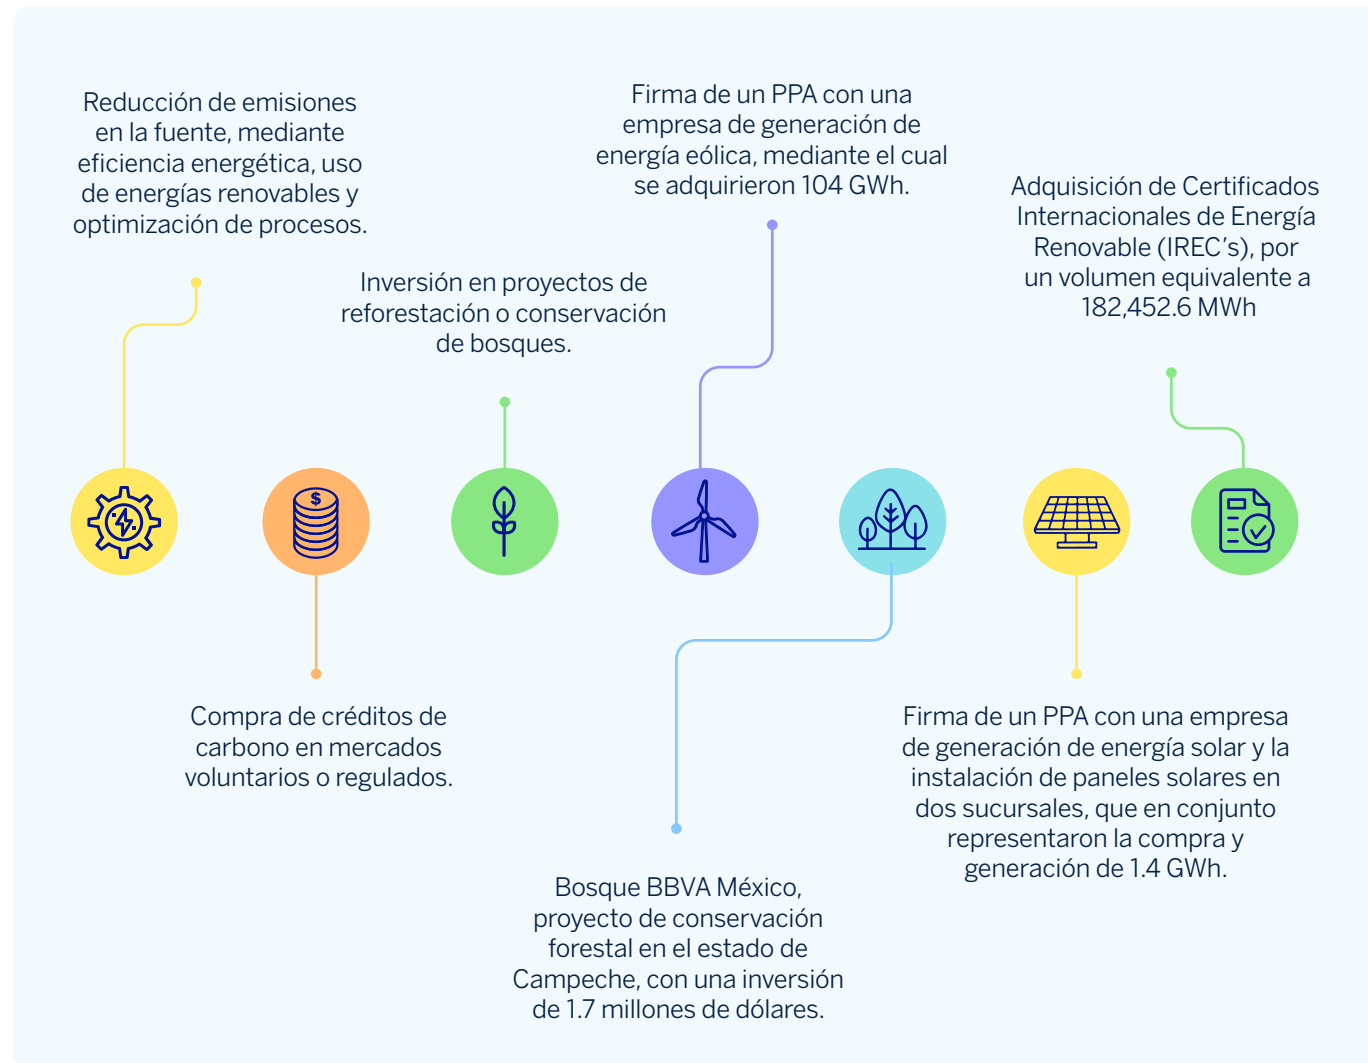 Reducción de emisiones
en la fuente, mediante
eficiencia energética, uso
de energías renovables y
optimización de procesos.
$
Compra de créditos de
carbono en mercados
voluntarios o regulados.
Inversión en proyectos de
reforestación o conservación
de bosques.
Firma de un PPA con una
empresa de generación de
energía eólica, mediante el cual
se adquirieron 104 GWh.
Bosque BBVA México,
proyecto de conservación
forestal en el estado de
Campeche, con una inversión
de 1.7 millones de dólares.
Firma de un PPA con una empresa
de generación de energía solar y la
instalación de paneles solares en
dos sucursales, que en conjunto
representaron la compra y
generación de 1.4 GWh.
Adquisición de Certificados
Internacionales de Energía
Renovable (IREC’s), por
un volumen equivalente a
182,452.6 MWh